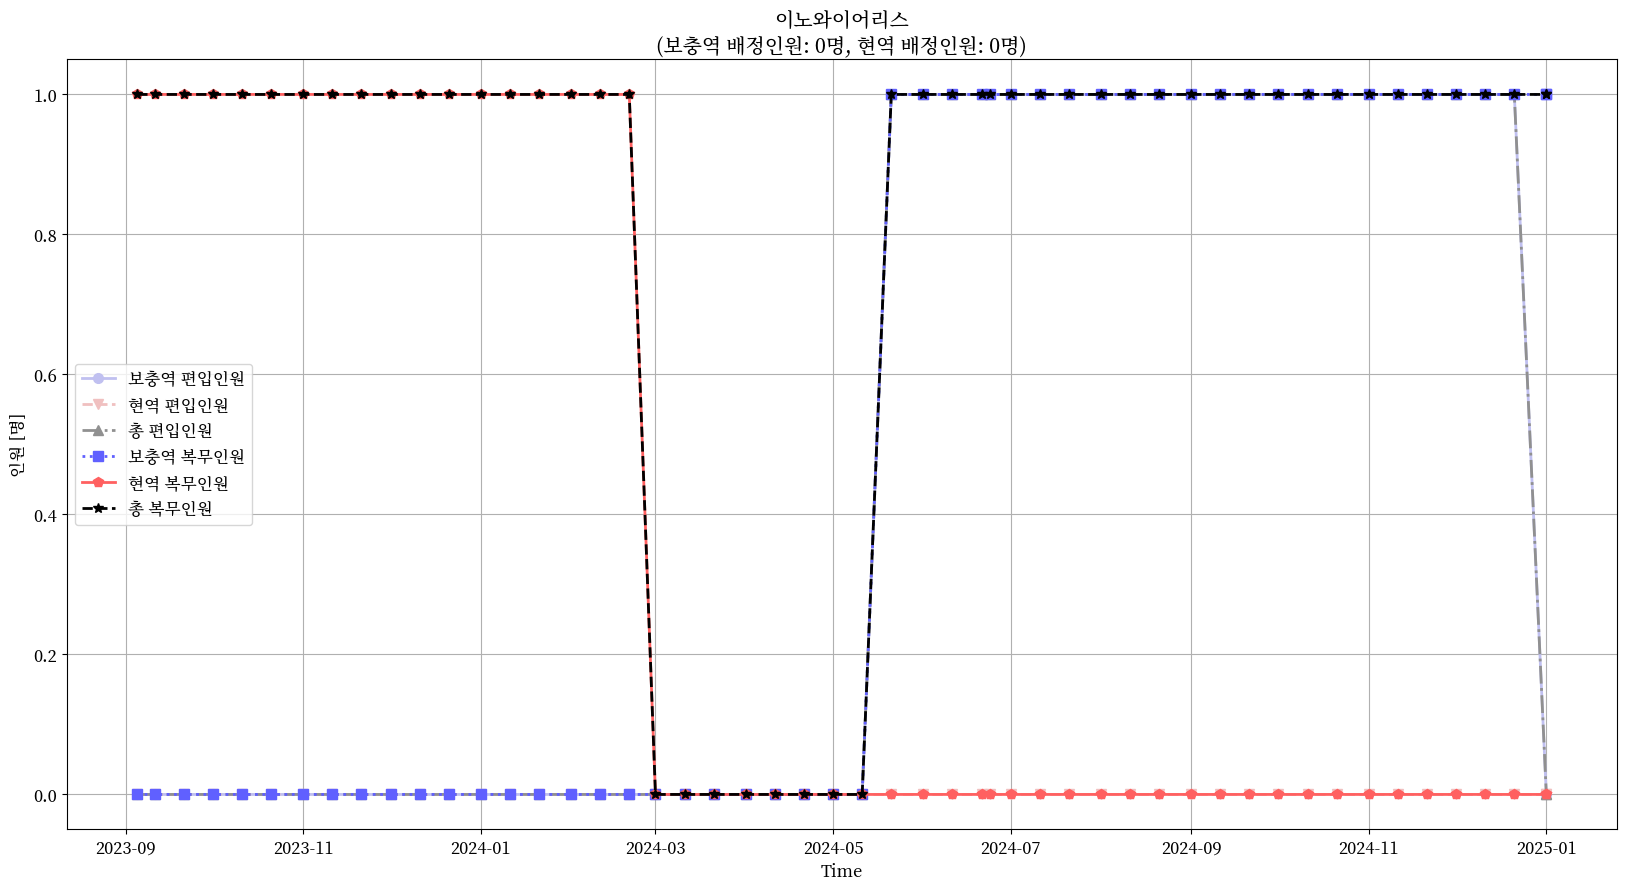 이노와이어리스
(보충역 배정인원: 0명, 현역 배정인원: 0명)
인원 [명]
1.0
0.8
0.6
0.4
0.2
0.0
보충역 편입인원
현역 편입인원
총 편입인원
보충역 복무인원
현역 복무인원
총 복무인원
2023-09
2023-11
2024-01
2024-03
2024-05
2024-07
2024-09
2024-11
2025-01
Time